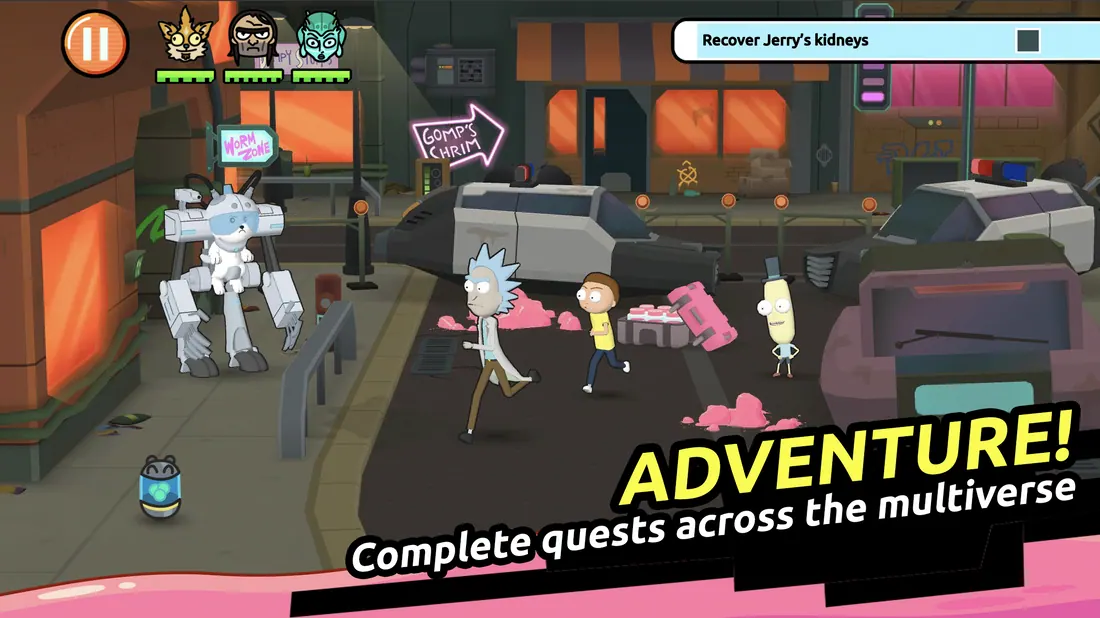 Recover Jerry's kidneys
GOMP'S
CHRIM
WORM
ZONE
ADVENTURE!
Complete quests across the multiverse